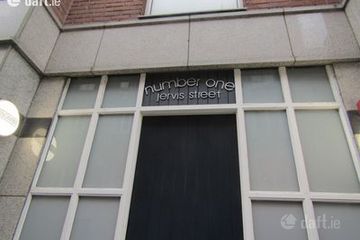 daft.ie
number one
jervis street
daft.ie